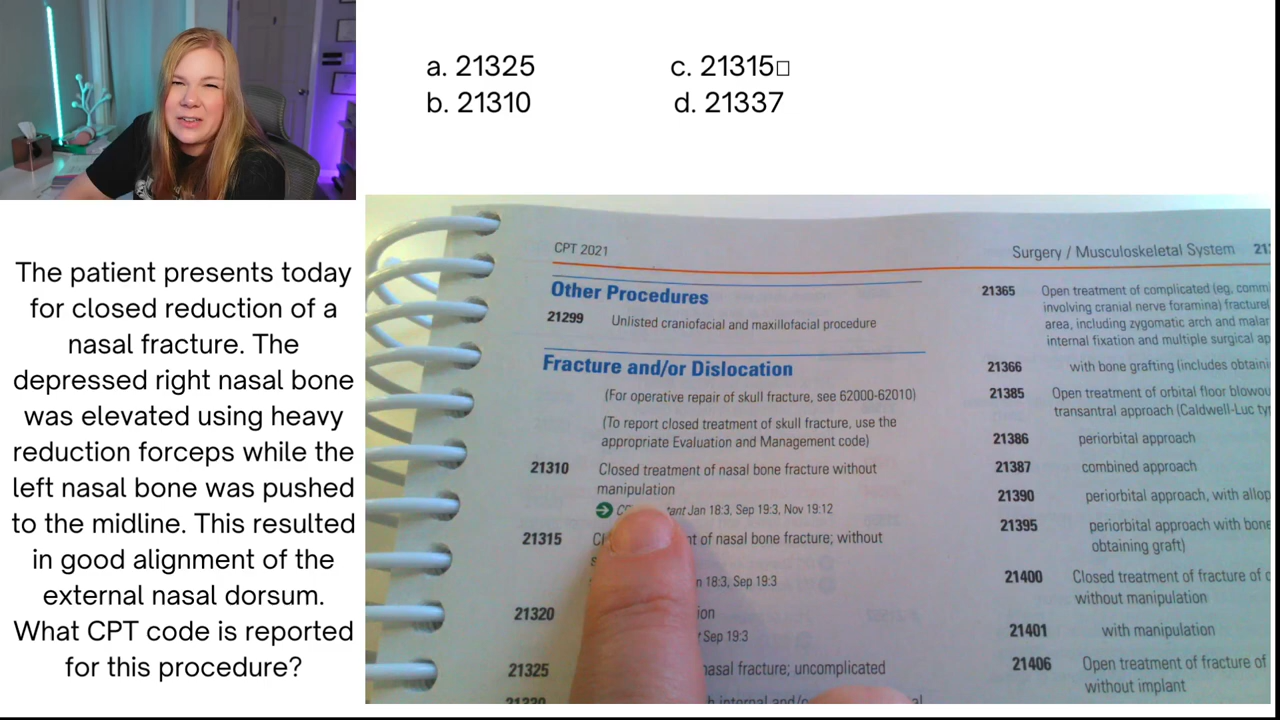 a. 21325
b. 21310
c. 21315□
d. 21337
The patient presents today
for closed reduction of a
nasal fracture. The
depressed right nasal bone
was elevated using heavy
reduction forceps while the
left nasal bone was pushed
to the midline. This resulted
in good alignment of the
external nasal dorsum.
What CPT code is reported
for this procedure?
CPT 2021
Other Procedures
21299 Unlisted craniofacial and maxillofacial procedure
Fracture and/or Dislocation
(For operative repair of skull fracture, see 62000-62010)
(To report closed treatment of skull fracture, use the
appropriate Evaluation and Management code)
21310 Closed treatment of nasal bone fracture without
manipulation
Jan 18:3, Sep 19:3, Nov 19:12
21315 of nasal bone fracture; without
18:3, Sep 19:3
21320
Sep 19:3
21325 nasal fracture; uncomplicated
internal
Surgery / Musculoskeletal System
21365 Open treatment of complicated (eg,
involving cranial nerve foramina)
area, including zygomatic arch and malar
internal fixation and multiple surgical
21366 with bone grafting (includes
21385 Open treatment of orbital floor
transantral approach (Caldwell-Luc
21386 periorbital approach
21387 combined approach
21390 periorbital approach, with
21395 periorbital approach with
obtaining graft)
21400 Closed treatment of fracture of
without manipulation
21401 with manipulation
21406 Open treatment of fracture of
without implant